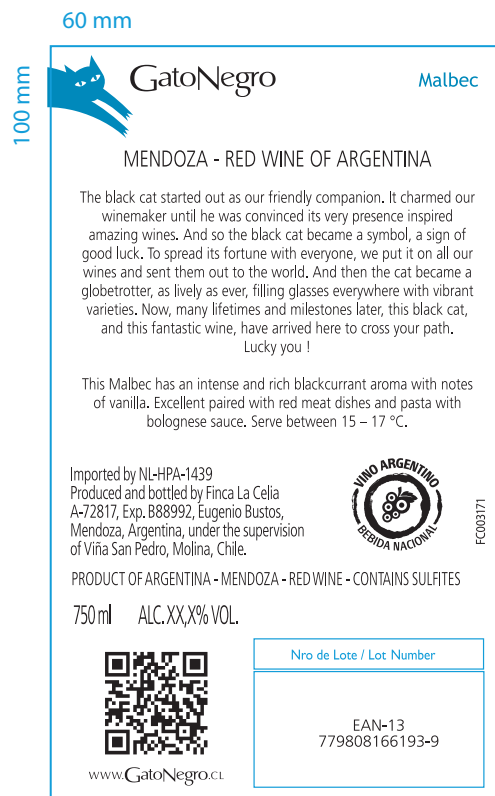 60 mm
100 mm
GatoNegro
Malbec
MENDOZA - RED WINE OF ARGENTINA
The black cat started out as our friendly companion. It charmed our
winemaker until he was convinced its very presence inspired
amazing wines. And so the black cat became a symbol, a sign of
good luck. To spread its fortune with everyone, we put it on all our
wines and sent them out to the world. And then the cat became a
globetrotter, as lively as ever, filling glasses everywhere with vibrant
varieties. Now, many lifetimes and milestones later, this black cat,
and this fantastic wine, have arrived here to cross your path.
Lucky you !
This Malbec has an intense and rich blackcurrant aroma with notes
of vanilla. Excellent paired with red meat dishes and pasta with
bolognese sauce. Serve between 15 – 17 °C.
Imported by NL-HPA-1439
Produced and bottled by Finca La Celia
A-72817, Exp. B88992, Eugenio Bustos,
Mendoza, Argentina, under the supervision
of Viña San Pedro, Molina, Chile.
VINO ARGENTINO
BEBIDA NACIONAL
FC003171
PRODUCT OF ARGENTINA - MENDOZA - RED WINE - CONTAINS SULFITES
750 ml ALC. XX,X% VOL.
www.GatoNegro.CL
Nro de Lote / Lot Number
EAN-13
779808166193-9